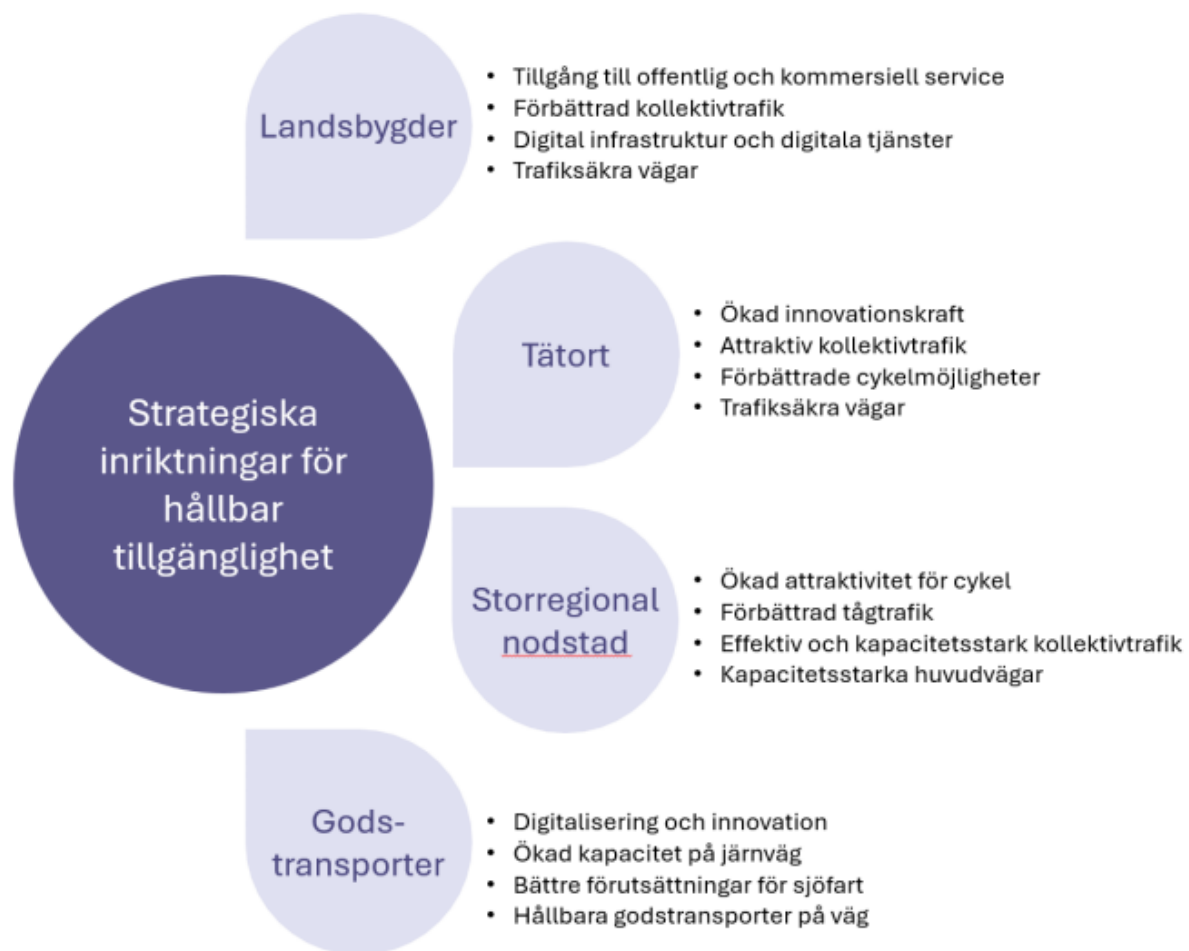 Landsbygder
• Tillgång till offentlig och kommersiell service
• Förbättrad kollektivtrafik
• Digital infrastruktur och digitala tjänster
• Trafiksäkra vägar
Strategiska
inriktningar för
hållbar
tillgänglighet
Tätort
• Ökad innovationskraft
• Attraktiv kollektivtrafik
• Förbättrade cykelmöjligheter
• Trafiksäkra vägar
Storregional
nodstad
• Ökad attraktivitet för cykel
• Förbättrad tågtrafik
• Effektiv och kapacitetsstark kollektivtrafik
• Kapacitetsstarka huvudvägar
Gods-
transporter
• Digitalisering och innovation
• Ökad kapacitet på järnväg
• Bättre förutsättningar för sjöfart
• Hållbara godstransporter på väg